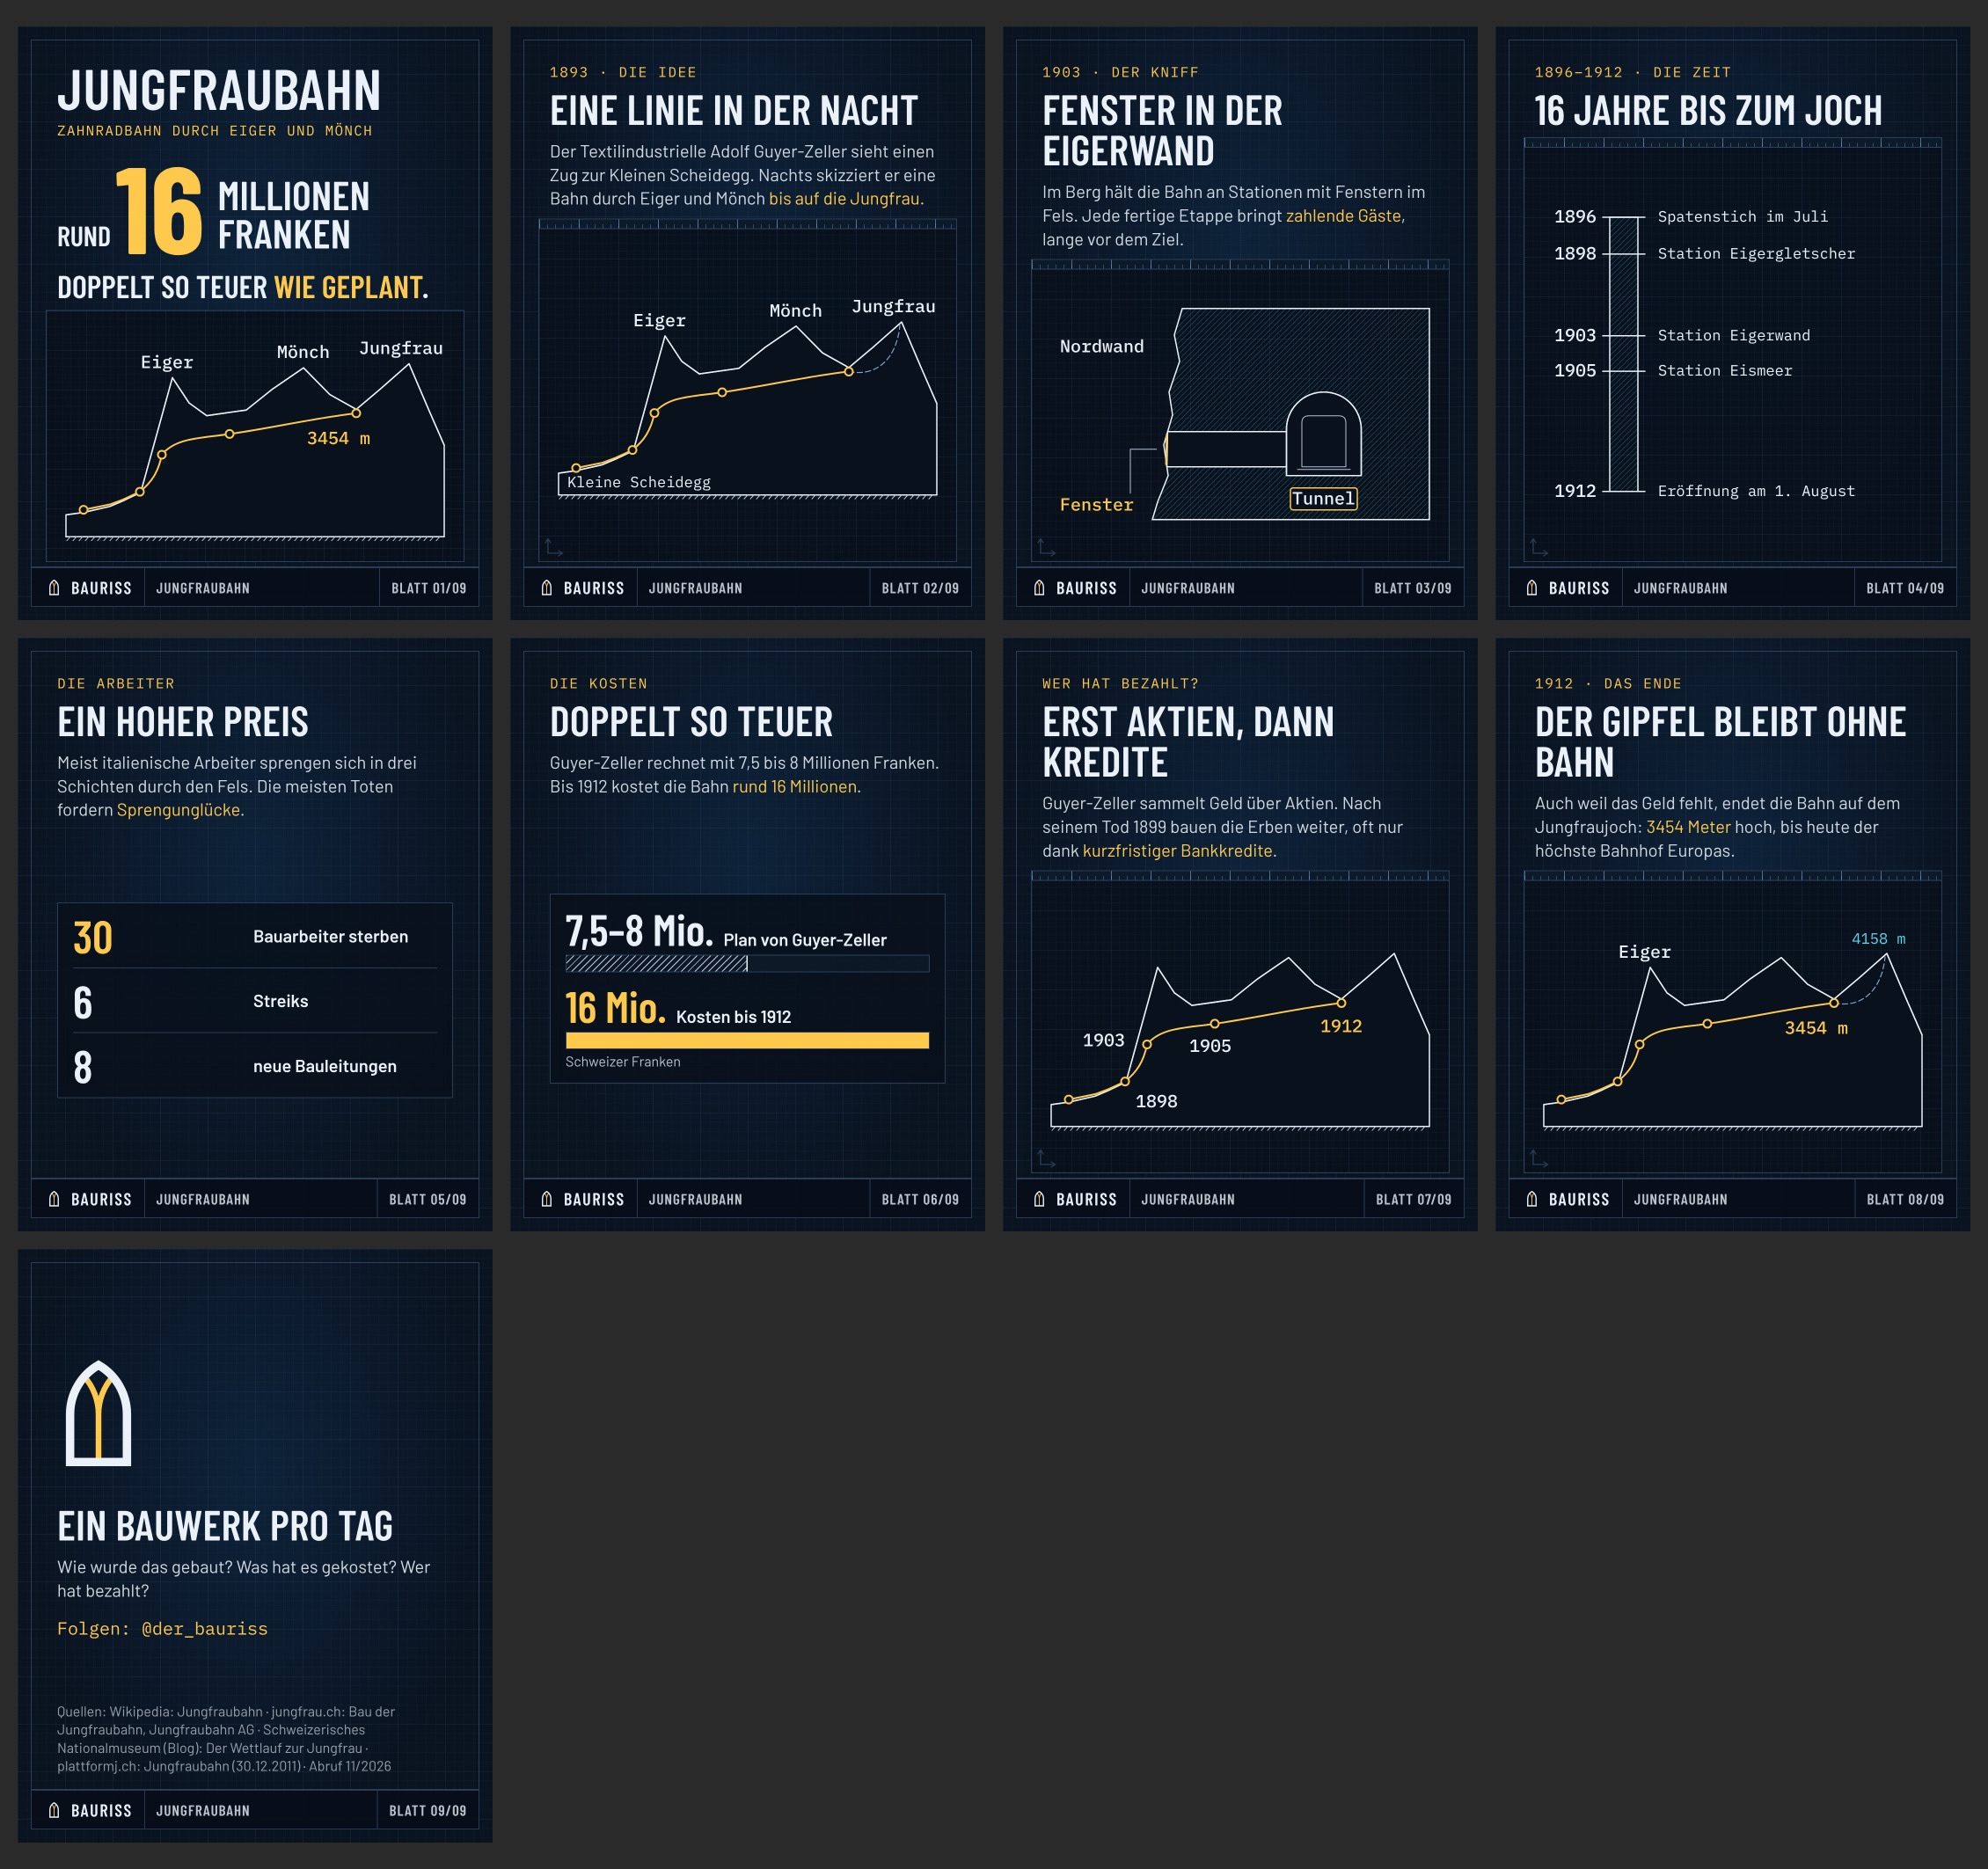 JUNGFRAUBAHN
ZAHNRADBAHN DURCH EIGER UND MÖNCH
RUND 16 MILLIONEN
FRANKEN
DOPPELT SO TEUER WIE GEPLANT.
Eiger
Mönch
Jungfrau
3454 m
BAURISS
JUNGFRAUBAHN
BLATT 01/09
1893 · DIE IDEE
EINE LINIE IN DER NACHT
Der Textilindustrielle Adolf Guyer-Zeller sieht einen
Zug zur Kleinen Scheidegg. Nachts skizziert er eine
Bahn durch Eiger und Mönch bis auf die Jungfrau.
Eiger
Mönch
Jungfrau
Kleine Scheidegg
BAURISS
JUNGFRAUBAHN
BLATT 02/09
1903 · DER KNIFF
FENSTER IN DER
EIGERWAND
Im Berg hält die Bahn an Stationen mit Fenstern im
Fels. Jede fertige Etappe bringt zahlende Gäste,
lange vor dem Ziel.
Nordwand
Fenster
Tunnel
BAURISS
JUNGFRAUBAHN
BLATT 03/09
1896–1912 · DIE ZEIT
16 JAHRE BIS ZUM JOCH
1896 Spatenstich im Juli
1898 Station Eigergletscher
1903 Station Eigerwand
1905 Station Eismeer
1912 Eröffnung am 1. August
BAURISS
JUNGFRAUBAHN
BLATT 04/09
DIE ARBEITER
EIN HOHER PREIS
Meist italienische Arbeiter sprengen sich in drei
Schichten durch den Fels. Die meisten Toten
fordern Sprengunglücke.
30 Bauarbeiter sterben
6 Streiks
8 neue Bauleitungen
BAURISS
JUNGFRAUBAHN
BLATT 05/09
DIE KOSTEN
DOPPELT SO TEUER
Guyer-Zeller rechnet mit 7,5 bis 8 Millionen Franken.
Bis 1912 kostet die Bahn rund 16 Millionen.
7,5–8 Mio. Plan von Guyer-Zeller
16 Mio. Kosten bis 1912
Schweizer Franken
BAURISS
JUNGFRAUBAHN
BLATT 06/09
WER HAT BEZAHLT?
ERST AKTIEN, DANN
KREDITE
Guyer-Zeller sammelt Geld über Aktien. Nach
seinem Tod 1899 bauen die Erben weiter, oft nur
dank kurzfristiger Bankkredite.
1903
1905
1912
1898
BAURISS
JUNGFRAUBAHN
BLATT 07/09
1912 · DAS ENDE
DER GIPFEL BLEIBT OHNE
BAHN
Auch weil das Geld fehlt, endet die Bahn auf dem
Jungfraujoch: 3454 Meter hoch, bis heute der
höchste Bahnhof Europas.
4158 m
Eiger
3454 m
BAURISS
JUNGFRAUBAHN
BLATT 08/09
EIN BAUWERK PRO TAG
Wie wurde das gebaut? Was hat es gekostet? Wer
hat bezahlt?
Folgen: @der_bauriss
Quellen: Wikipedia: Jungfraubahn · jungfrau.ch: Bau der
Jungfraubahn, Jungfraubahn AG · Schweizerisches
Nationalmuseum (Blog): Der Wettlauf zur Jungfrau ·
plattformj.ch: Jungfraubahn (30.12.2011) · Abruf 11/2026
BAURISS
JUNGFRAUBAHN
BLATT 09/09